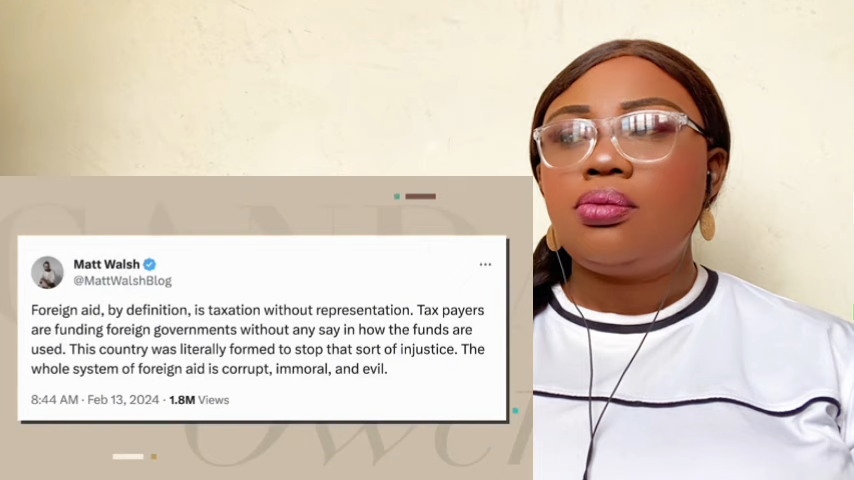 Matt Walsh
@MattWalshBlog
Foreign aid, by definition, is taxation without representation. Tax payers
are funding foreign governments without any say in how the funds are
used. This country was literally formed to stop that sort of injustice. The
whole system of foreign aid is corrupt, immoral, and evil.
8:44 AM · Feb 13, 2024 · 1.8M Views